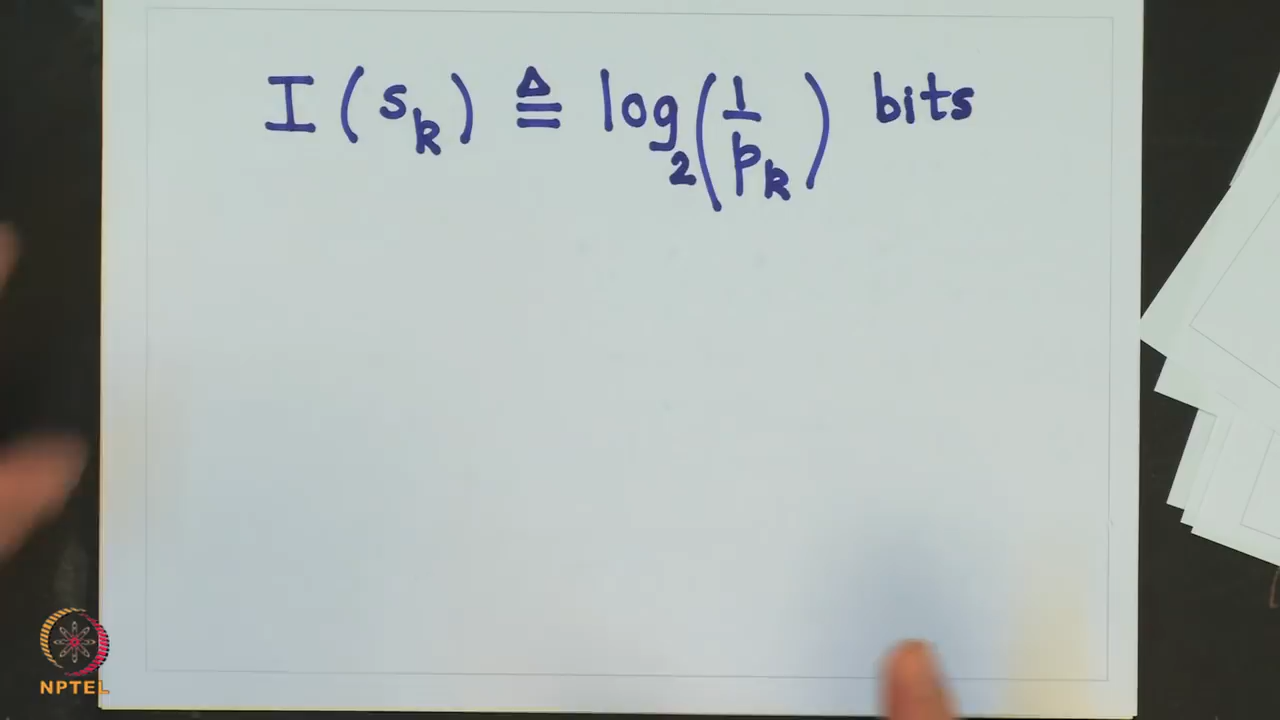 I(s_k) ≜ log_2(1/p_k) bits
NPTEL